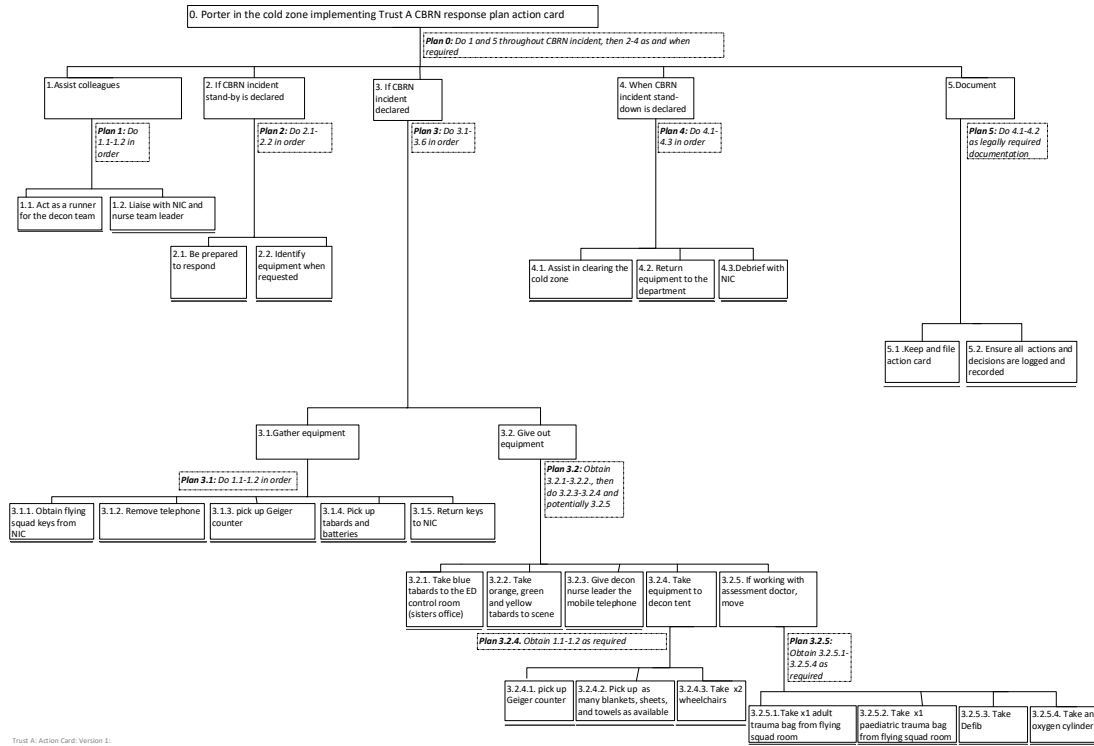 0. Porter in the cold zone implementing Trust A CBRN response plan action card
Plan 0: Do 1 and 5 throughout CBRN incident, then 2-4 as and when
required
1.Assist colleagues
2. If CBRN incident
stand-by is declared
3. If CBRN
incident
declared
4. When CBRN
incident stand-
down is declared
5.Document
Plan 1: Do
1.1-1.2 in
order
Plan 2: Do 2.1-
2.2 in order
Plan 3: Do 3.1-
3.6 in order
Plan 4: Do 4.1-
4.3 in order
Plan 5: Do 4.1-4.2
as legally required
documentation
1.1. Act as a runner
for the decon team
1.2. Liaise with NIC and
nurse team leader
2.1. Be prepared
to respond
2.2. Identify
equipment when
requested
4.1. Assist in clearing the
cold zone
4.2. Return
equipment to the
department
4.3.Debrief with
NIC
5.1 .Keep and file
action card
5.2. Ensure all actions and
decisions are logged and
recorded
3.1.Gather equipment
3.2. Give out
equipment
Plan 3.1: Do 1.1-1.2 in order
Plan 3.2: Obtain
3.2.1-3.2.2., then
do 3.2.3-3.2.4 and
potentially 3.2.5
3.1.1. Obtain flying
squad keys from
NIC
3.1.2. Remove telephone
3.1.3. pick up Geiger
counter
3.1.4. Pick up
tabards and
batteries
3.1.5. Return keys
to NIC
3.2.1. Take blue
tabards to the ED
control room
(sisters office)
3.2.2. Take
orange, green
and yellow
tabards to scene
3.2.3. Give decon
nurse leader the
mobile telephone
3.2.4. Take
equipment to
decon tent
3.2.5. If working with
assessment doctor,
move
Plan 3.2.4. Obtain 1.1-1.2 as required
Plan 3.2.5:
Obtain 3.2.5.1-
3.2.5.4 as
required
3.2.4.1. pick up
Geiger counter
3.2.4.2. Pick up as
many blankets, sheets,
and towels as available
3.2.4.3. Take x2
wheelchairs
3.2.5.1.Take x1 adult
trauma bag from flying
squad room
3.2.5.2. Take x1
paediatric trauma bag
from flying squad room
3.2.5.3. Take
Defib
3.2.5.4. Take an
oxygen cylinder
Trust A: Action Card: Version 1: